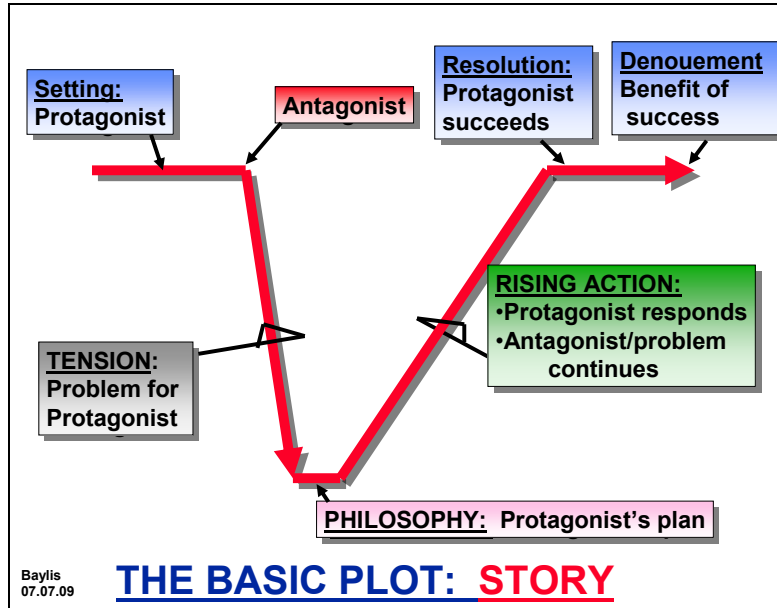 Setting:
Protagonist
Antagonist
Resolution:
Protagonist
succeeds
Denouement
Benefit of
success
RISING ACTION:
•Protagonist responds
•Antagonist/problem
continues
TENSION:
Problem for
Protagonist
PHILOSOPHY: Protagonist’s plan
Baylis
07.07.09
THE BASIC PLOT: STORY